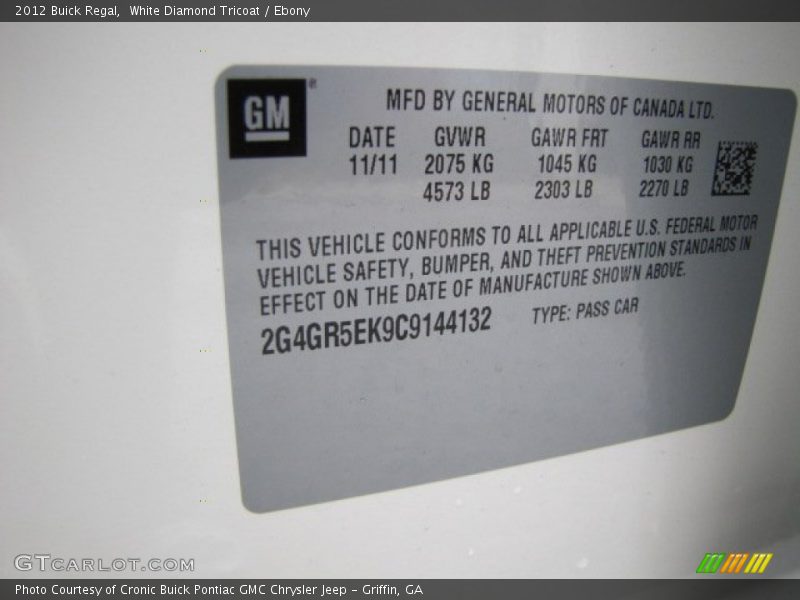 2012 Buick Regal,  White Diamond Tricoat / Ebony
GM®
MFD BY GENERAL MOTORS OF CANADA LTD.
DATE GVWR GAWR FRT GAWR RR
11/11 2075 KG 1045 KG 1030 KG
4573 LB 2303 LB 2270 LB
THIS VEHICLE CONFORMS TO ALL APPLICABLE U.S. FEDERAL MOTOR
VEHICLE SAFETY, BUMPER, AND THEFT PREVENTION STANDARDS IN
EFFECT ON THE DATE OF MANUFACTURE SHOWN ABOVE.
2G4GR5EK9C9144132 TYPE: PASS CAR
GTCARLOT.COM
Photo Courtesy of Cronic Buick Pontiac GMC Chrysler Jeep - Griffin, GA